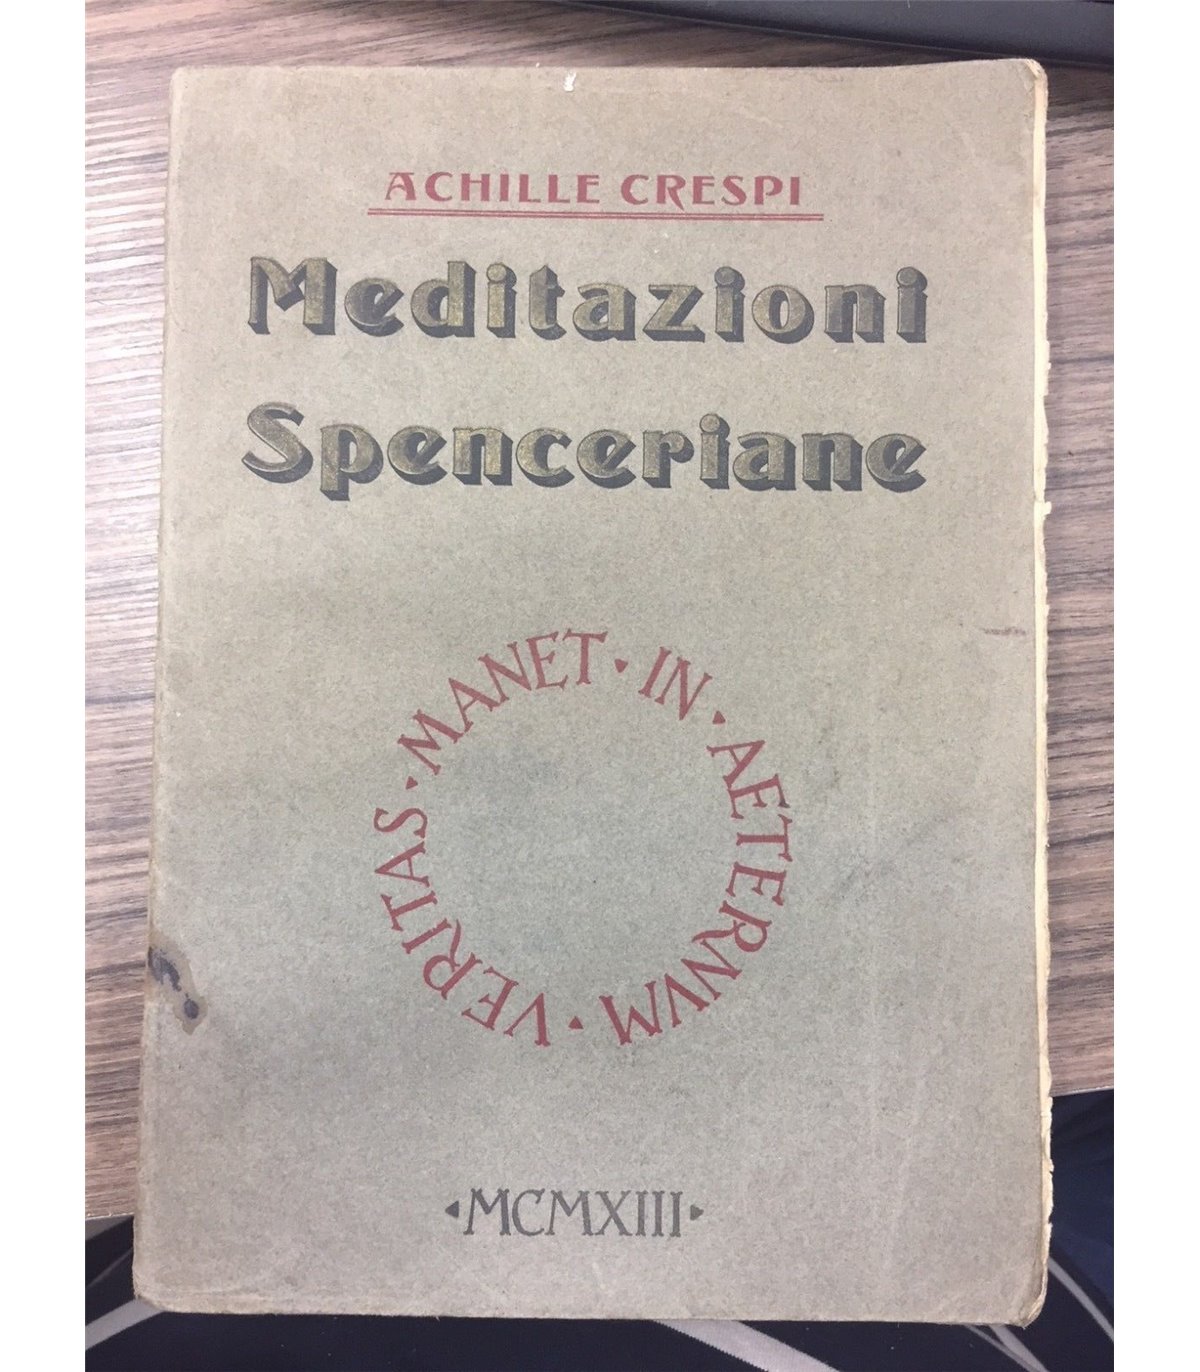 ACHILLE CRESPI
Meditazioni
Spenceriane
VERITAS · MANET · IN · AETERNVM ·
MCMXIII